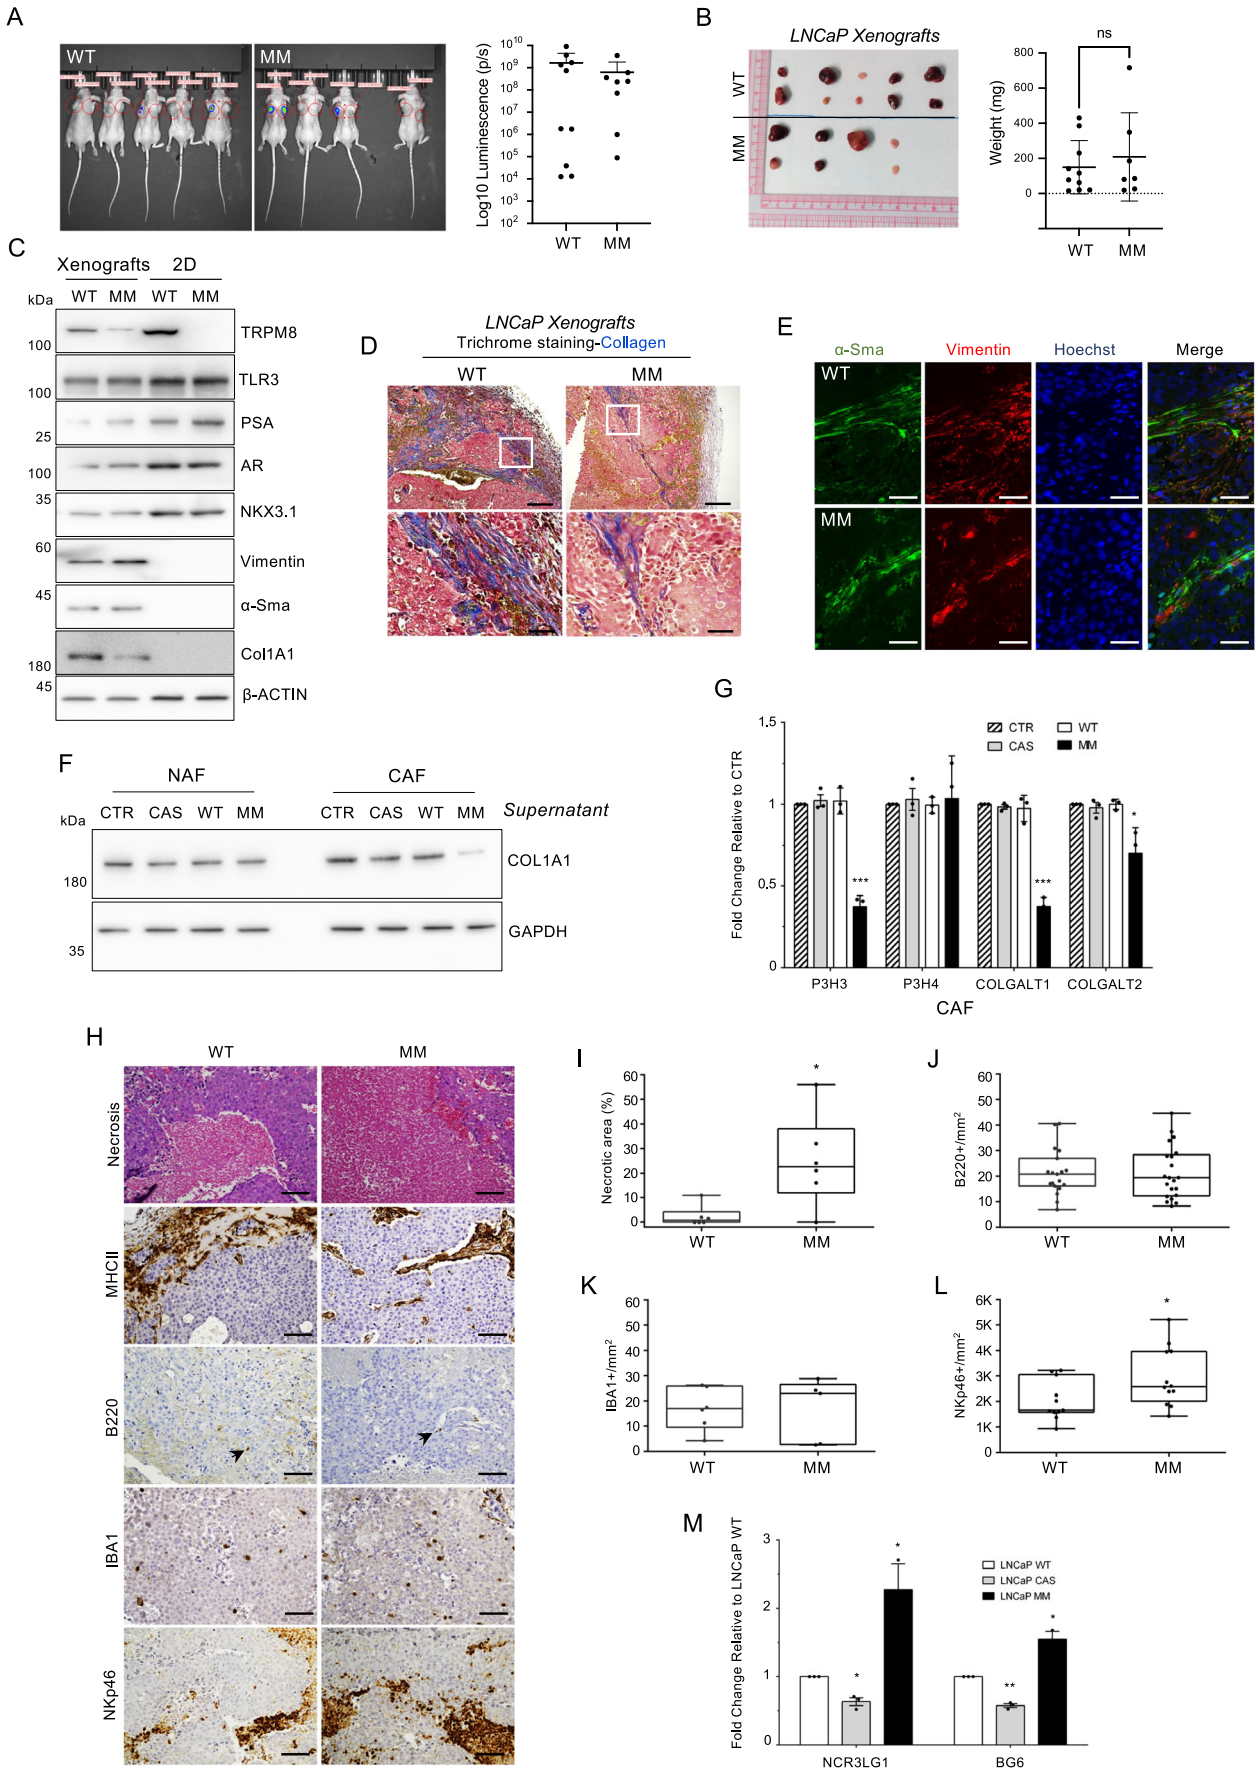 A
WT
MM
Log10 Luminescence (p/s)
10^10
10^9
10^8
10^7
10^6
10^5
10^4
10^3
10^2
WT MM
B
LNCaP Xenografts
WT
MM
Weight (mg)
800
600
400
200
0
ns
WT MM
C
Xenografts 2D
kDa WT MM WT MM
100 TRPM8
100 TLR3
25 PSA
100 AR
35 NKX3.1
60 Vimentin
45 α-Sma
180 Col1A1
45 β-ACTIN
D
LNCaP Xenografts
Trichrome staining-Collagen
WT MM
E
α-Sma Vimentin Hoechst Merge
WT
MM
F
NAF CAF
CTR CAS WT MM CTR CAS WT MM Supernatant
kDa
180 COL1A1
35 GAPDH
G
Fold Change Relative to CTR
1.5
1
0.5
0
CTR WT
CAS MM
*** *** *
P3H3 P3H4 COLGALT1 COLGALT2
CAF
H
WT MM
Necrosis
MHCII
B220
IBA1
NKp46
I
Necrotic area (%)
60
50
40
30
20
10
0
*
WT MM
J
B220+/mm²
60
50
40
30
20
10
0
WT MM
K
IBA1+/mm²
60
50
40
30
20
10
0
WT MM
L
NKp46+/mm²
6K
5K
4K
3K
2K
1K
0
*
WT MM
M
Fold Change Relative to LNCaP WT
3
2
1
0
LNCaP WT
LNCaP CAS
LNCaP MM
* * ** *
NCR3LG1 BG6